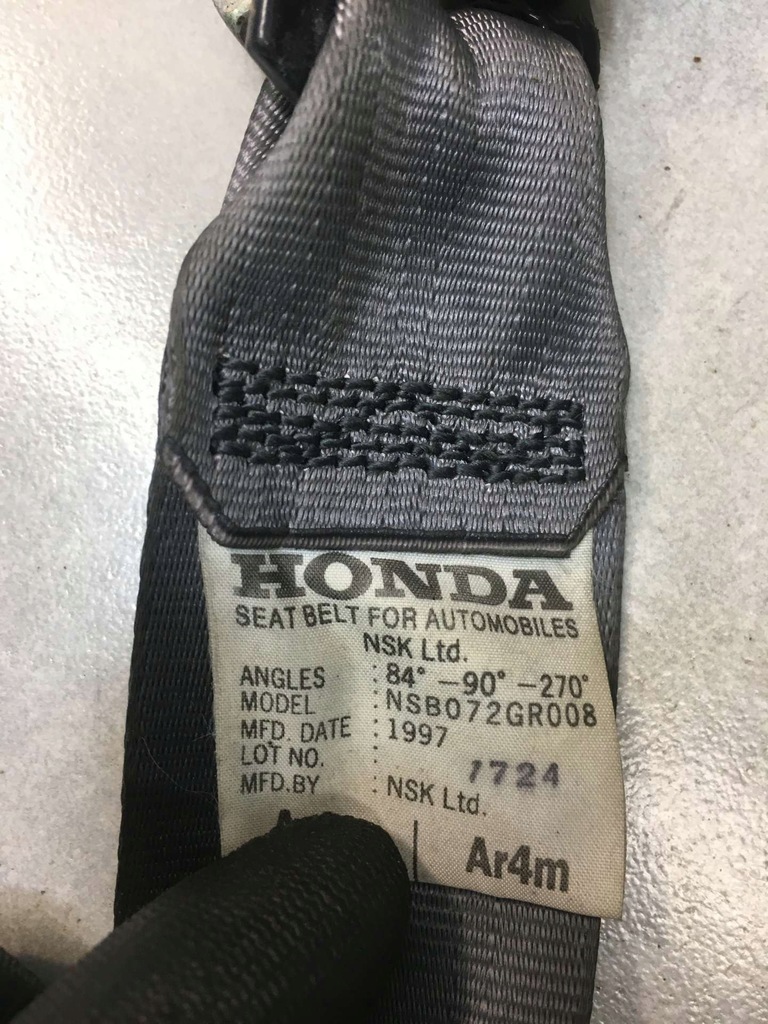 HONDA
SEAT BELT FOR AUTOMOBILES
NSK Ltd.
ANGLES : 84° —90° —270°
MODEL : NSB072GR008
MFD. DATE : 1997
LOT NO. : 1724
MFD.BY : NSK Ltd.
Ar4m